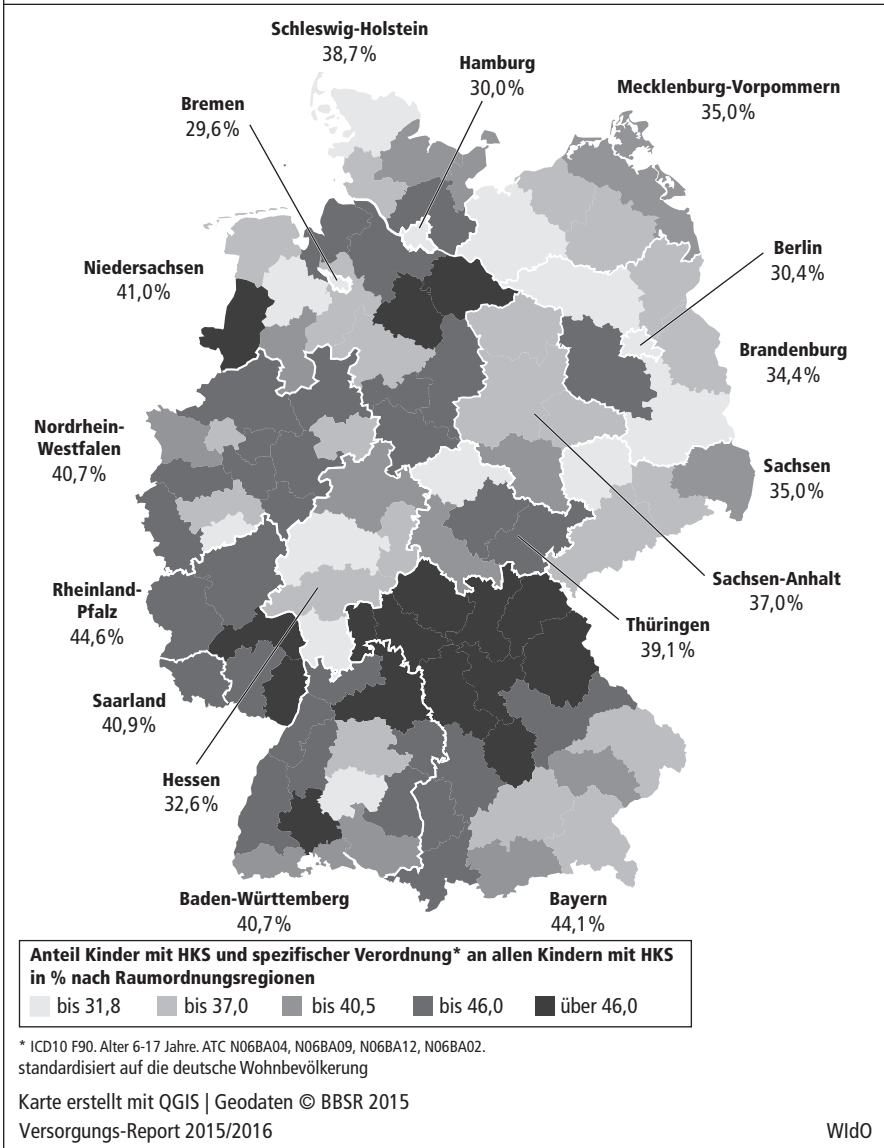 Schleswig-Holstein
38,7%
Hamburg
30,0%
Mecklenburg-Vorpommern
35,0%
Bremen
29,6%
Niedersachsen
41,0%
Berlin
30,4%
Brandenburg
34,4%
Nordrhein-
Westfalen
40,7%
Sachsen
35,0%
Sachsen-Anhalt
37,0%
Rheinland-
Pfalz
44,6%
Thüringen
39,1%
Saarland
40,9%
Hessen
32,6%
Baden-Württemberg
40,7%
Bayern
44,1%
Anteil Kinder mit HKS und spezifischer Verordnung* an allen Kindern mit HKS
in % nach Raumordnungsregionen
bis 31,8 bis 37,0 bis 40,5 bis 46,0 über 46,0
* ICD10 F90. Alter 6-17 Jahre. ATC N06BA04, N06BA09, N06BA12, N06BA02.
standardisiert auf die deutsche Wohnbevölkerung
Karte erstellt mit QGIS | Geodaten © BBSR 2015
Versorgungs-Report 2015/2016 WIdO